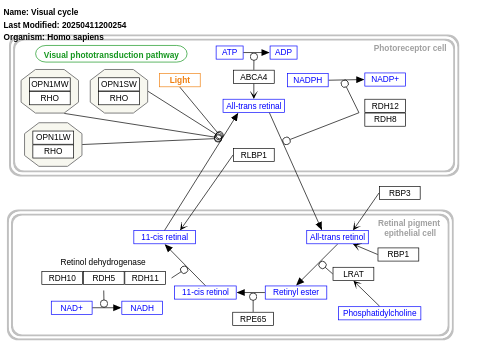 Name: Visual cycle
Last Modified: 20250411200254
Organism: Homo sapiens
Visual phototransduction pathway
Photoreceptor cell
ATP
ADP
OPN1MW
RHO
OPN1SW
RHO
Light
ABCA4
NADPH
NADP+
All-trans retinal
RDH12
RDH8
OPN1LW
RHO
RLBP1
RBP3
Retinal pigment
epithelial cell
11-cis retinal
All-trans retinol
RBP1
Retinol dehydrogenase
RDH10
RDH5
RDH11
LRAT
11-cis retinol
Retinyl ester
NAD+
NADH
RPE65
Phosphatidylcholine